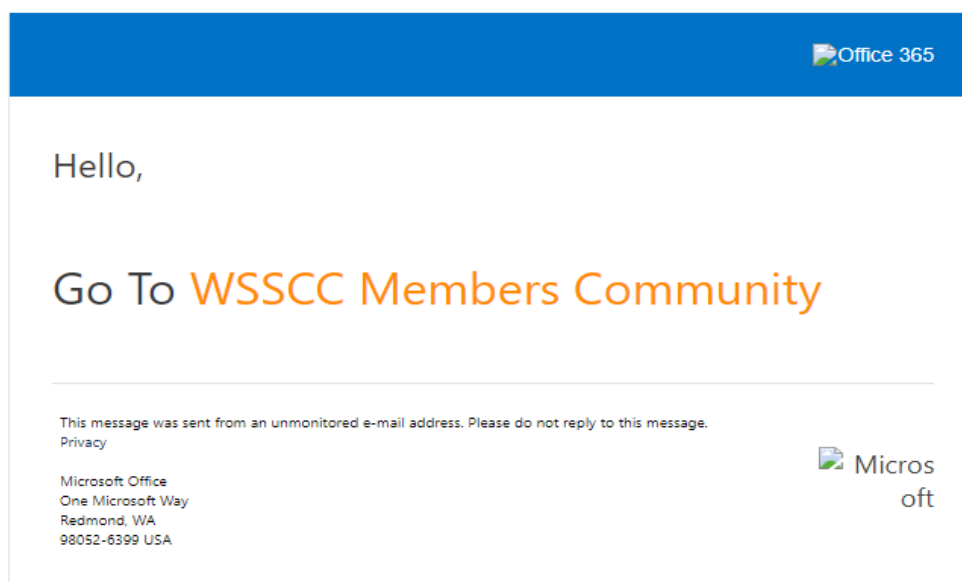 Office 365
Hello,
Go To WSSCC Members Community
This message was sent from an unmonitored e-mail address. Please do not reply to this message.
Privacy
Microsoft Office
One Microsoft Way
Redmond, WA
98052-6399 USA
Micros
oft